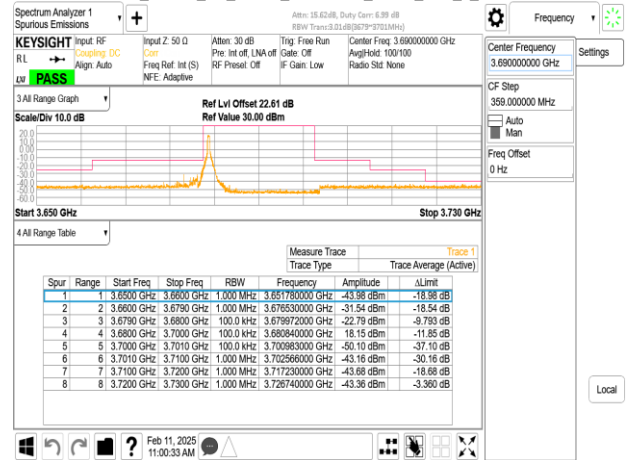 Spectrum Analyzer 1
Spurious Emissions
Attn: 15.62dB, Duty Corr: 6.99 dB
RBW Trans:3.01dB(3679~3701MHz)
Frequency
KEYSIGHT
RL
PASS
Input: RF
Coupling: DC
Align: Auto
Input Z: 50 Ω
Corr
Freq Ref: Int (S)
NFE: Adaptive
Atten: 30 dB
Pre: Int off, LNA off
RF Preset: Off
Trig: Free Run
Gate: Off
IF Gain: Low
Center Freq: 3.690000000 GHz
Avg|Hold: 100/100
Radio Std: None
Center Frequency
3.690000000 GHz
Settings
CF Step
359.000000 MHz
Auto
Man
Freq Offset
0 Hz
Local
3 All Range Graph
Scale/Div 10.0 dB
Ref Lvl Offset 22.61 dB
Ref Value 30.00 dBm
20.0
10.0
0.00
-10.0
-20.0
-30.0
-40.0
-50.0
-60.0
Start 3.650 GHz
Stop 3.730 GHz
4 All Range Table
Measure Trace Trace 1
Trace Type Trace Average (Active)
Spur Range Start Freq Stop Freq RBW Frequency Amplitude ΔLimit
1 1 3.6500 GHz 3.6600 GHz 1.000 MHz 3.651780000 GHz -43.98 dBm -18.98 dB
2 2 3.6600 GHz 3.6790 GHz 1.000 MHz 3.676530000 GHz -31.54 dBm -18.54 dB
3 3 3.6790 GHz 3.6800 GHz 100.0 kHz 3.679972000 GHz -22.79 dBm -9.793 dB
4 4 3.6800 GHz 3.7000 GHz 100.0 kHz 3.680840000 GHz 18.15 dBm -11.85 dB
5 5 3.7000 GHz 3.7010 GHz 100.0 kHz 3.700983000 GHz -50.10 dBm -37.10 dB
6 6 3.7010 GHz 3.7100 GHz 1.000 MHz 3.702566000 GHz -43.16 dBm -30.16 dB
7 7 3.7100 GHz 3.7200 GHz 1.000 MHz 3.717230000 GHz -43.68 dBm -18.68 dB
8 8 3.7200 GHz 3.7300 GHz 1.000 MHz 3.726740000 GHz -43.36 dBm -3.360 dB
Feb 11, 2025
11:00:33 AM